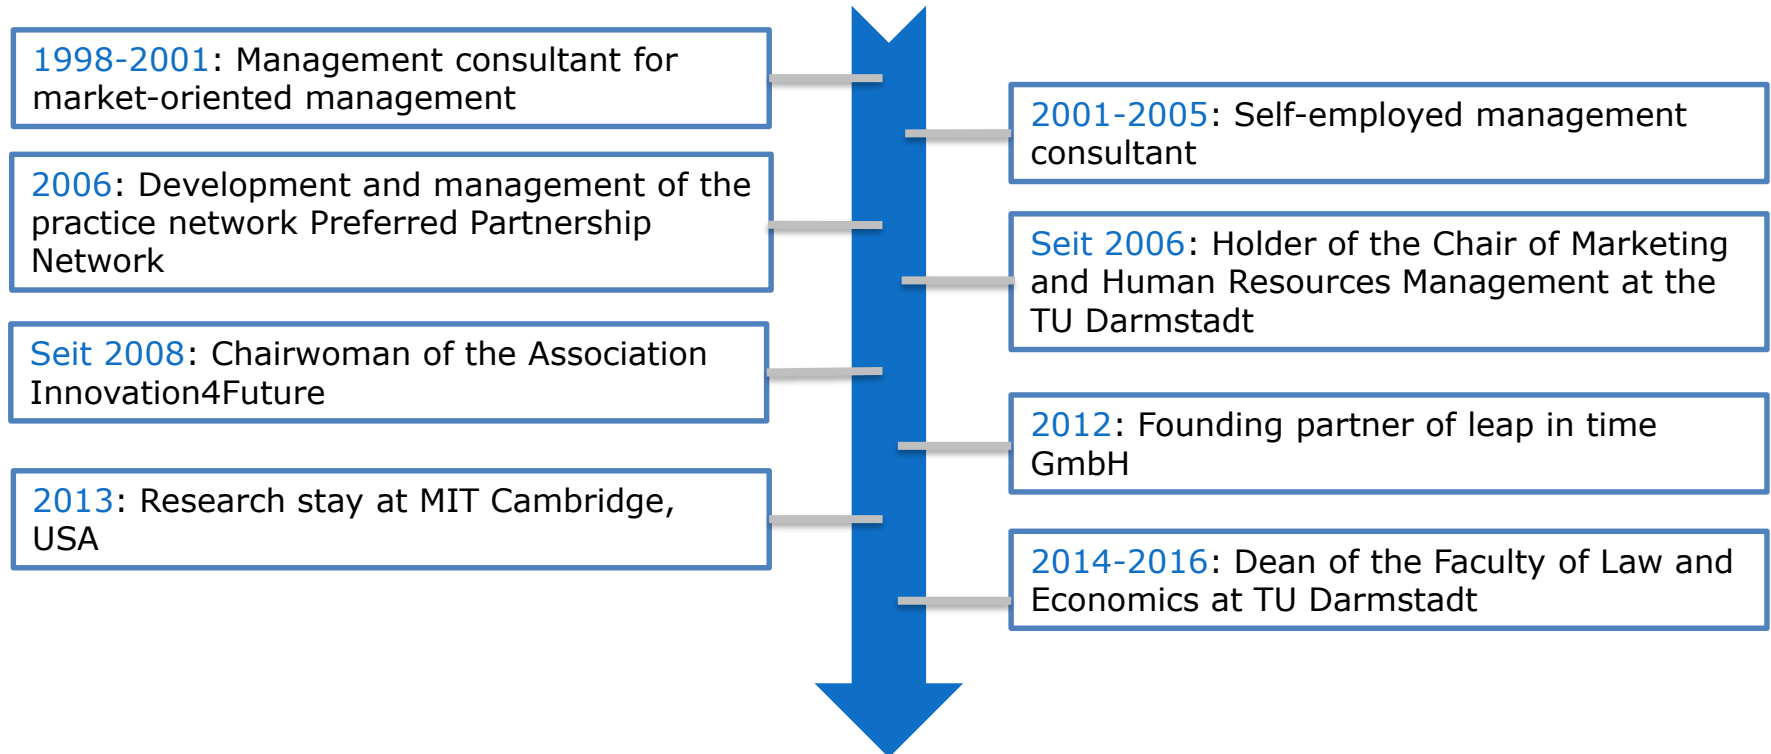 1998-2001: Management consultant for
market-oriented management
2001-2005: Self-employed management
consultant
2006: Development and management of the
practice network Preferred Partnership
Network
Seit 2006: Holder of the Chair of Marketing
and Human Resources Management at the
TU Darmstadt
Seit 2008: Chairwoman of the Association
Innovation4Future
2012: Founding partner of leap in time
GmbH
2013: Research stay at MIT Cambridge,
USA
2014-2016: Dean of the Faculty of Law and
Economics at TU Darmstadt